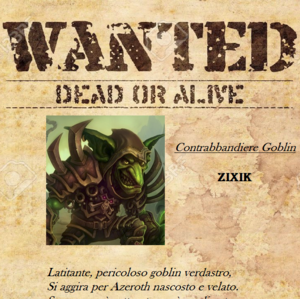 WANTED
DEAD OR ALIVE
Contrabbandiere Goblin
ZIXIK
Latitante, pericoloso goblin verdastro,
Si aggira per Azeroth nascosto e velato.